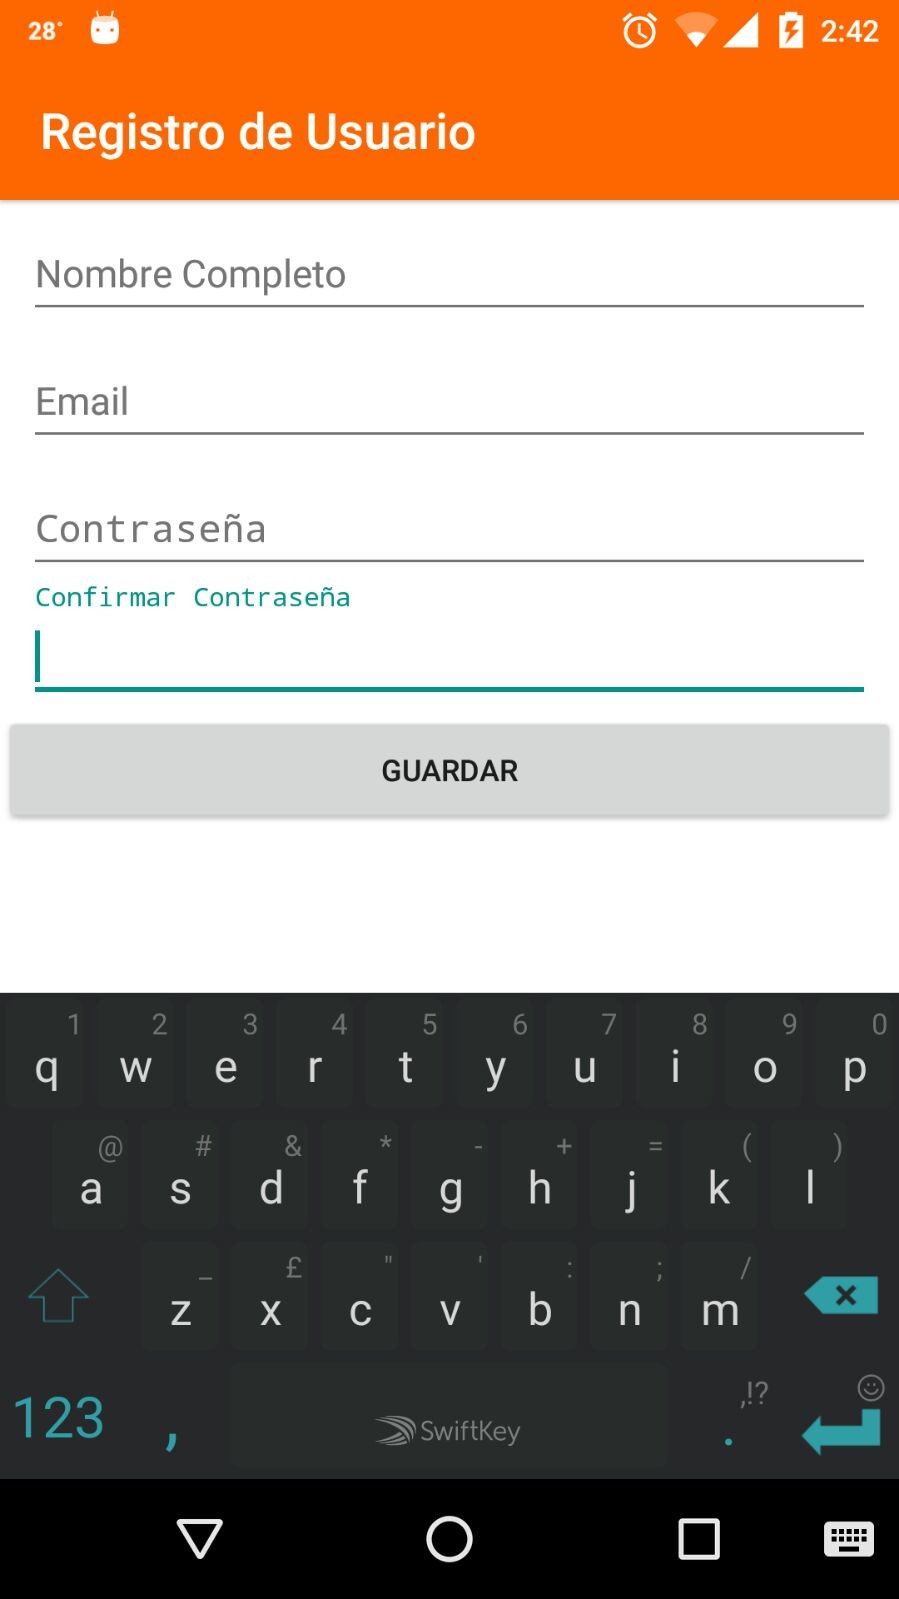 28° 2:42
Registro de Usuario
Nombre Completo
Email
Contraseña
Confirmar Contraseña
GUARDAR
1 2 3 4 5 6 7 8 9 0
q w e r t y u i o p
@ # & * - + = ( )
a s d f g h j k l
_ £ " ' : ; /
z x c v b n m
,!?
123 , SwiftKey .